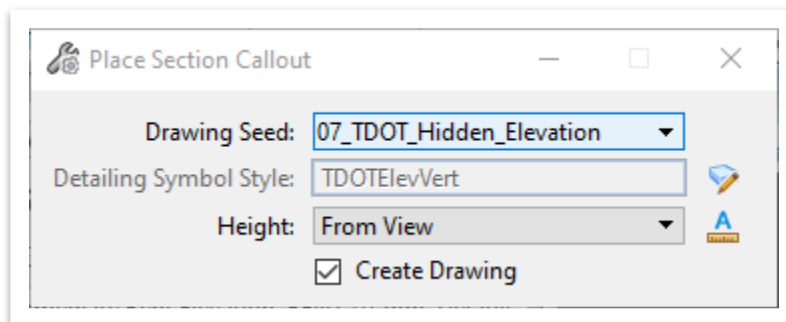 Place Section Callout
Drawing Seed: 07_TDOT_Hidden_Elevation
Detailing Symbol Style: TDOTElevVert
Height: From View
Create Drawing